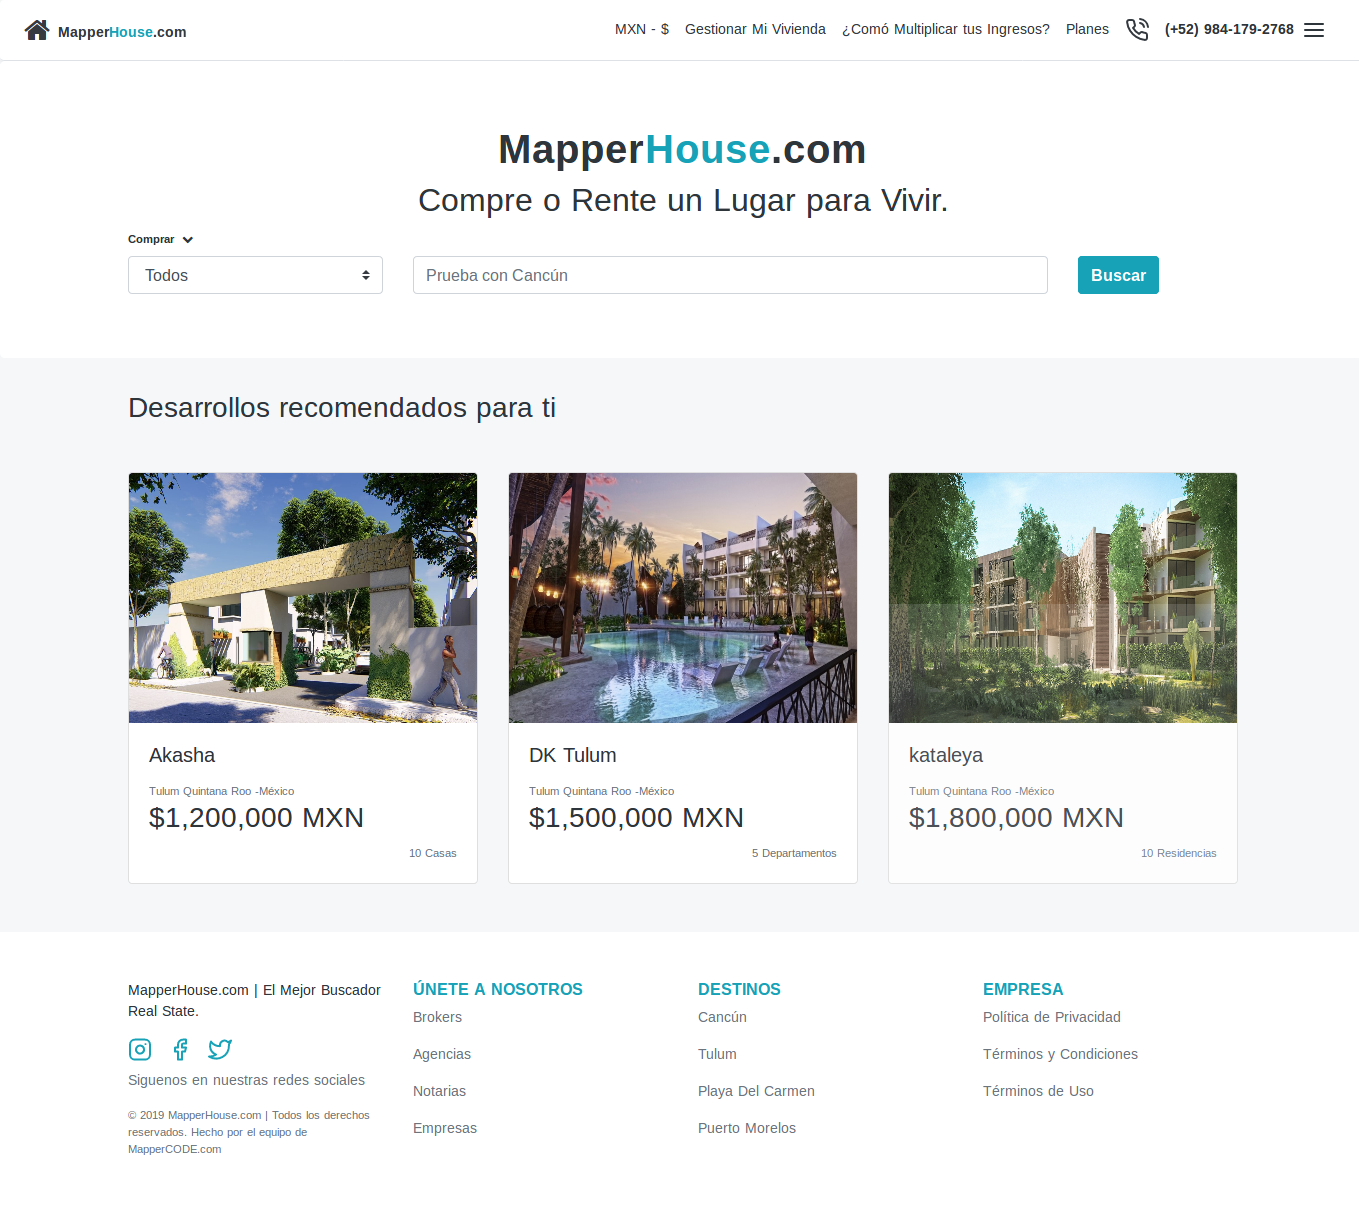 MapperHouse.com
MXN - $ Gestionar Mi Vivienda ¿Comó Multiplicar tus Ingresos? Planes (+52) 984-179-2768
MapperHouse.com
Compre o Rente un Lugar para Vivir.
Comprar
Todos Prueba con Cancún Buscar
Desarrollos recomendados para ti
Akasha
Tulum Quintana Roo -México
$1,200,000 MXN
10 Casas
DK Tulum
Tulum Quintana Roo -México
$1,500,000 MXN
5 Departamentos
kataleya
Tulum Quintana Roo -México
$1,800,000 MXN
10 Residencias
MapperHouse.com | El Mejor Buscador
Real State.
Siguenos en nuestras redes sociales
© 2019 MapperHouse.com | Todos los derechos
reservados. Hecho por el equipo de
MapperCODE.com
ÚNETE A NOSOTROS
Brokers
Agencias
Notarias
Empresas
DESTINOS
Cancún
Tulum
Playa Del Carmen
Puerto Morelos
EMPRESA
Política de Privacidad
Términos y Condiciones
Términos de Uso